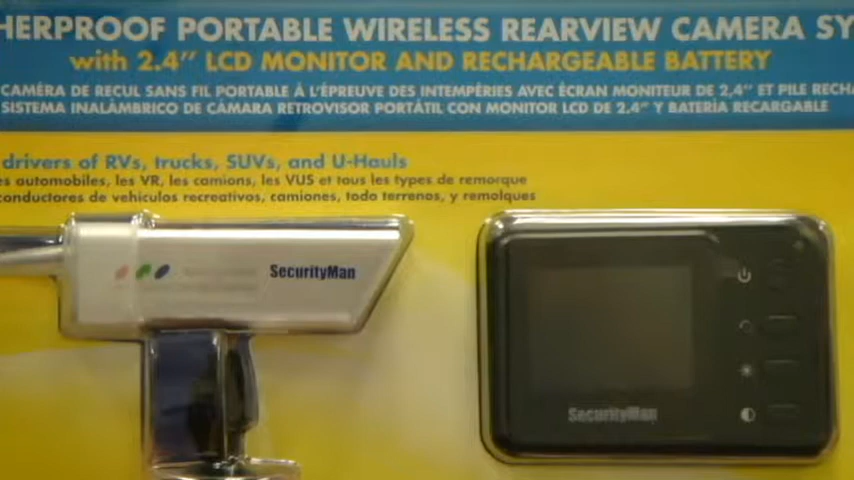 HERPROOF PORTABLE WIRELESS REARVIEW CAMERA SY
with 2.4″ LCD MONITOR AND RECHARGEABLE BATTERY
CAMÉRA DE RECUL SANS FIL PORTABLE À L'ÉPREUVE DES INTEMPÉRIES AVEC ÉCRAN MONITEUR DE 2,4″ ET PILE RECHA
SISTEMA INALÁMBRICO DE CÁMARA RETROVISOR PORTÁTIL CON MONITOR LCD DE 2.4″ Y BATERÍA RECARGABLE
drivers of RVs, trucks, SUVs, and U-Hauls
es automobiles, les VR, les camions, les VUS et tous les types de remorque
conductores de vehículos recreativos, camiones, todo terrenos, y remolques
SecurityMan
SecurityMan